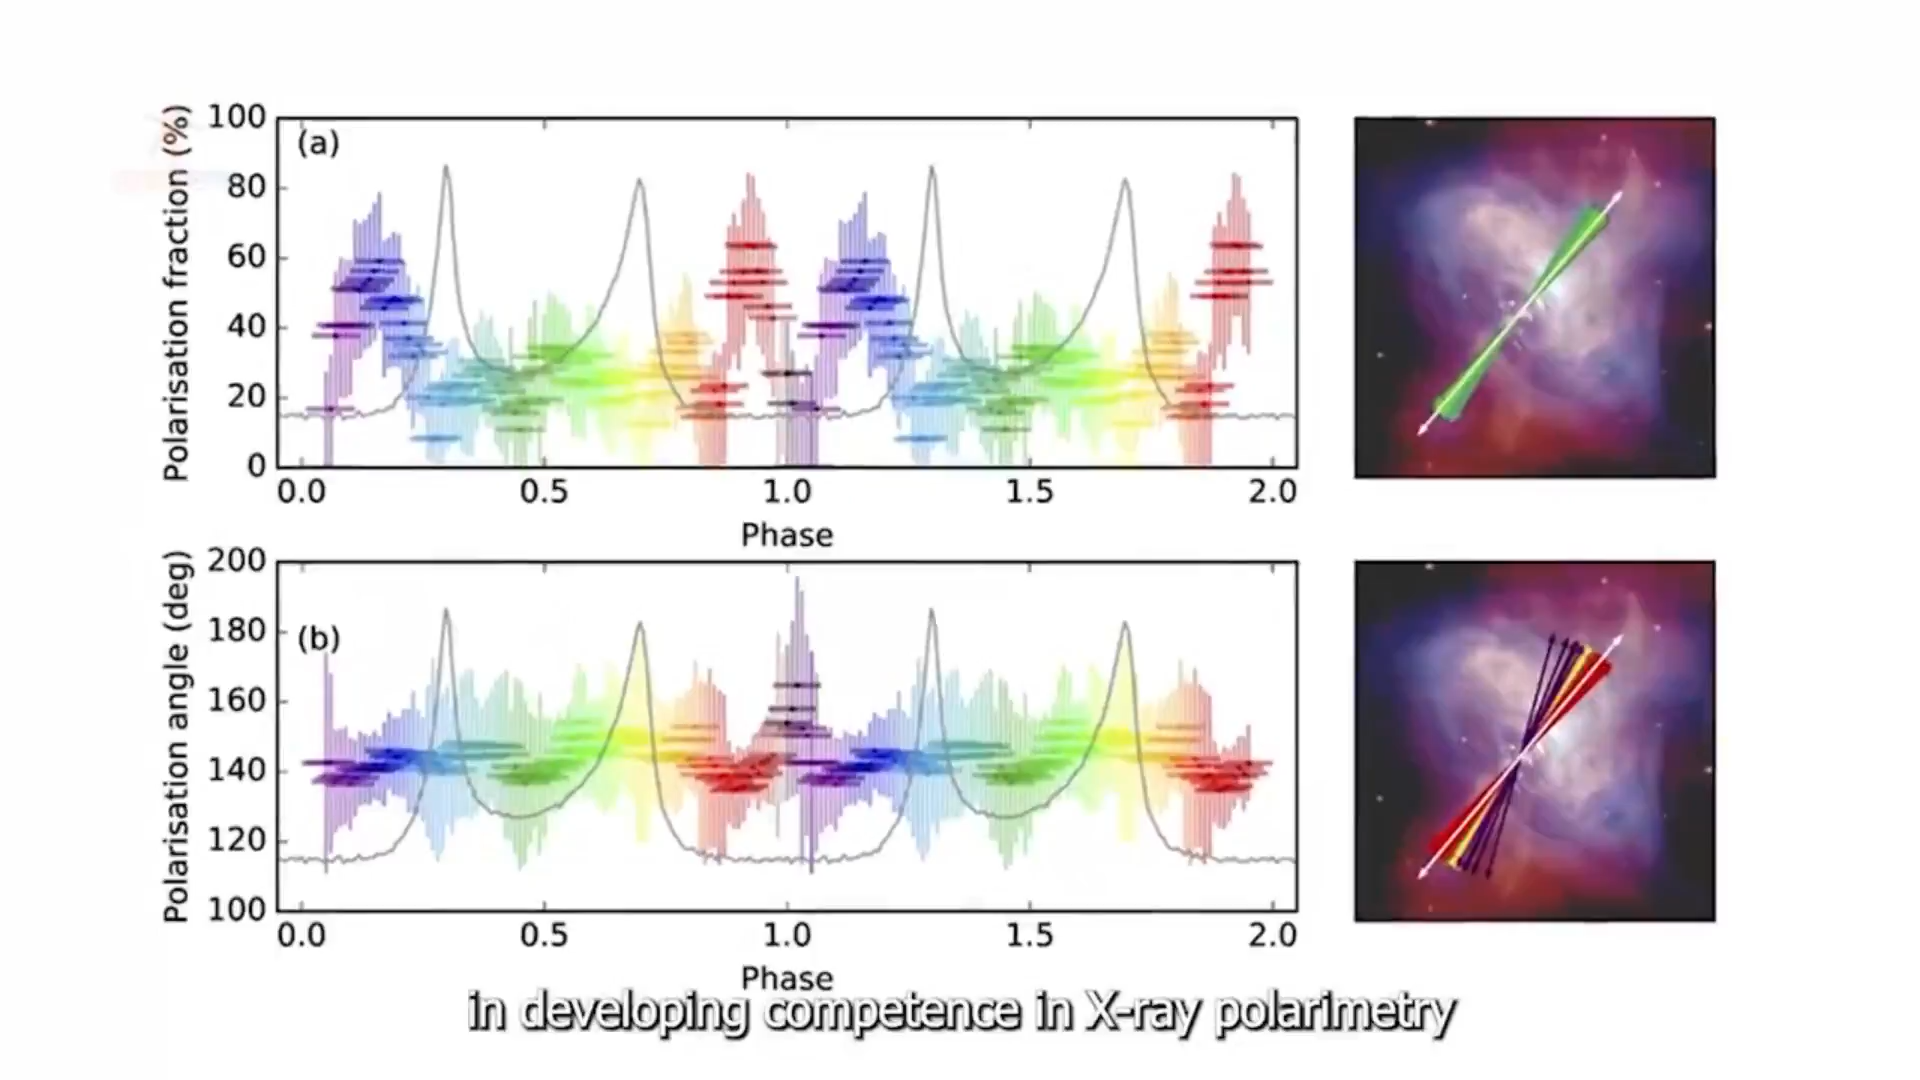 Polarisation fraction (%)
100
80
60
40
20
0
(a)
0.0 0.5 1.0 1.5 2.0
Phase
Polarisation angle (deg)
200
180
160
140
120
100
(b)
0.0 0.5 1.0 1.5 2.0
Phase
in developing competence in X-ray polarimetry